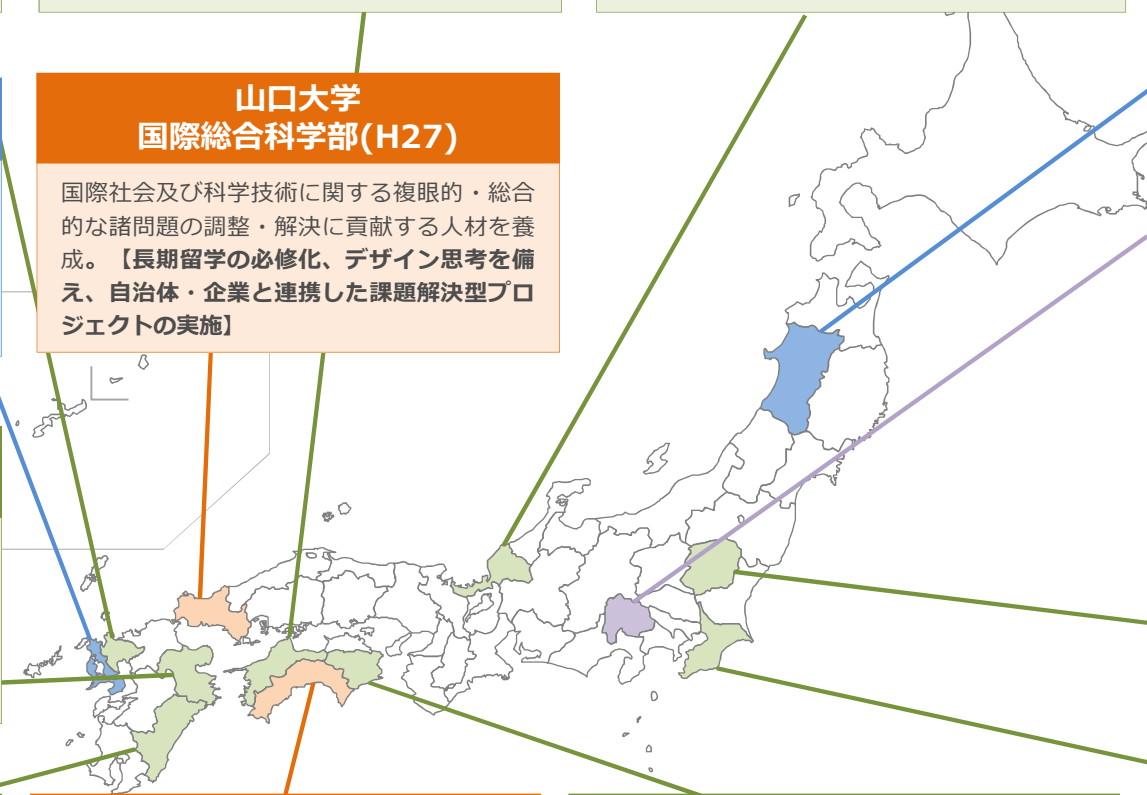 山口大学
国際総合科学部(H27)
国際社会及び科学技術に関する複眼的・総合
的な諸問題の調整・解決に貢献する人材を養
成。【長期留学の必修化、デザイン思考を備
え、自治体・企業と連携した課題解決型プロ
ジェクトの実施】